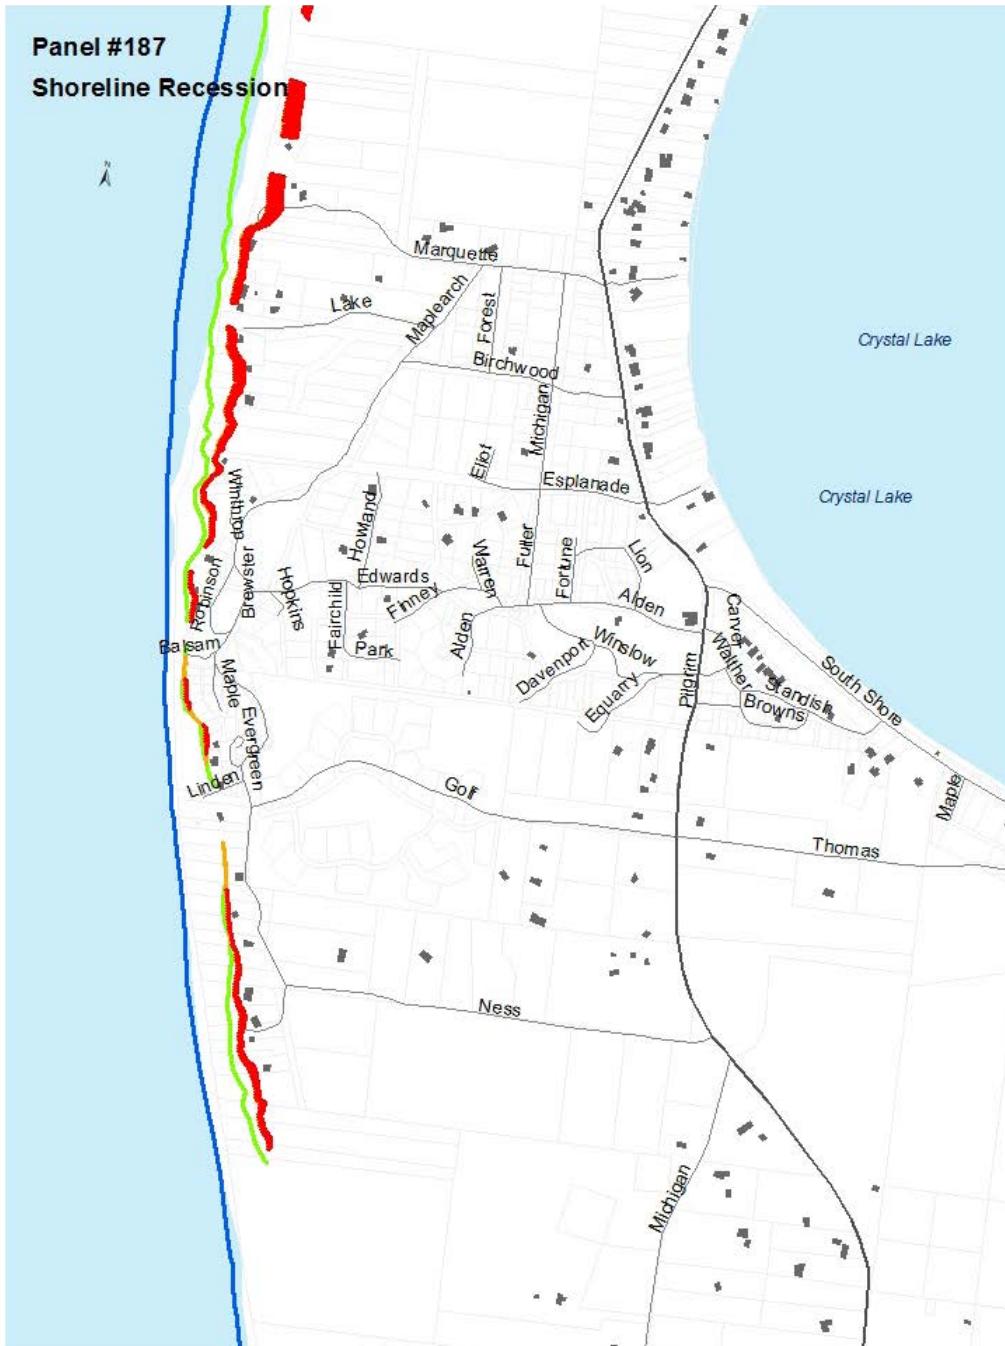 Panel #187
Shoreline Recession
N
Marquette
Lake
Maplearch
Forest
Crystal Lake
Birchwood
Michigan
Eliot
Esplanade
Crystal Lake
Winthrop
Howland
Fuller
Fortune
Lion
Warren
Robinson
Brewster
Hopkins
Edwards
Finney
Fairchild
Alden
Carver
Balsam
Park
Alden
Winslow
Davenport
Walther
South Shore
Maple
Equarry
Pilgrim
Standish
Browns
Evergreen
Linden
Golf
Maple
Thomas
Ness
Michigan